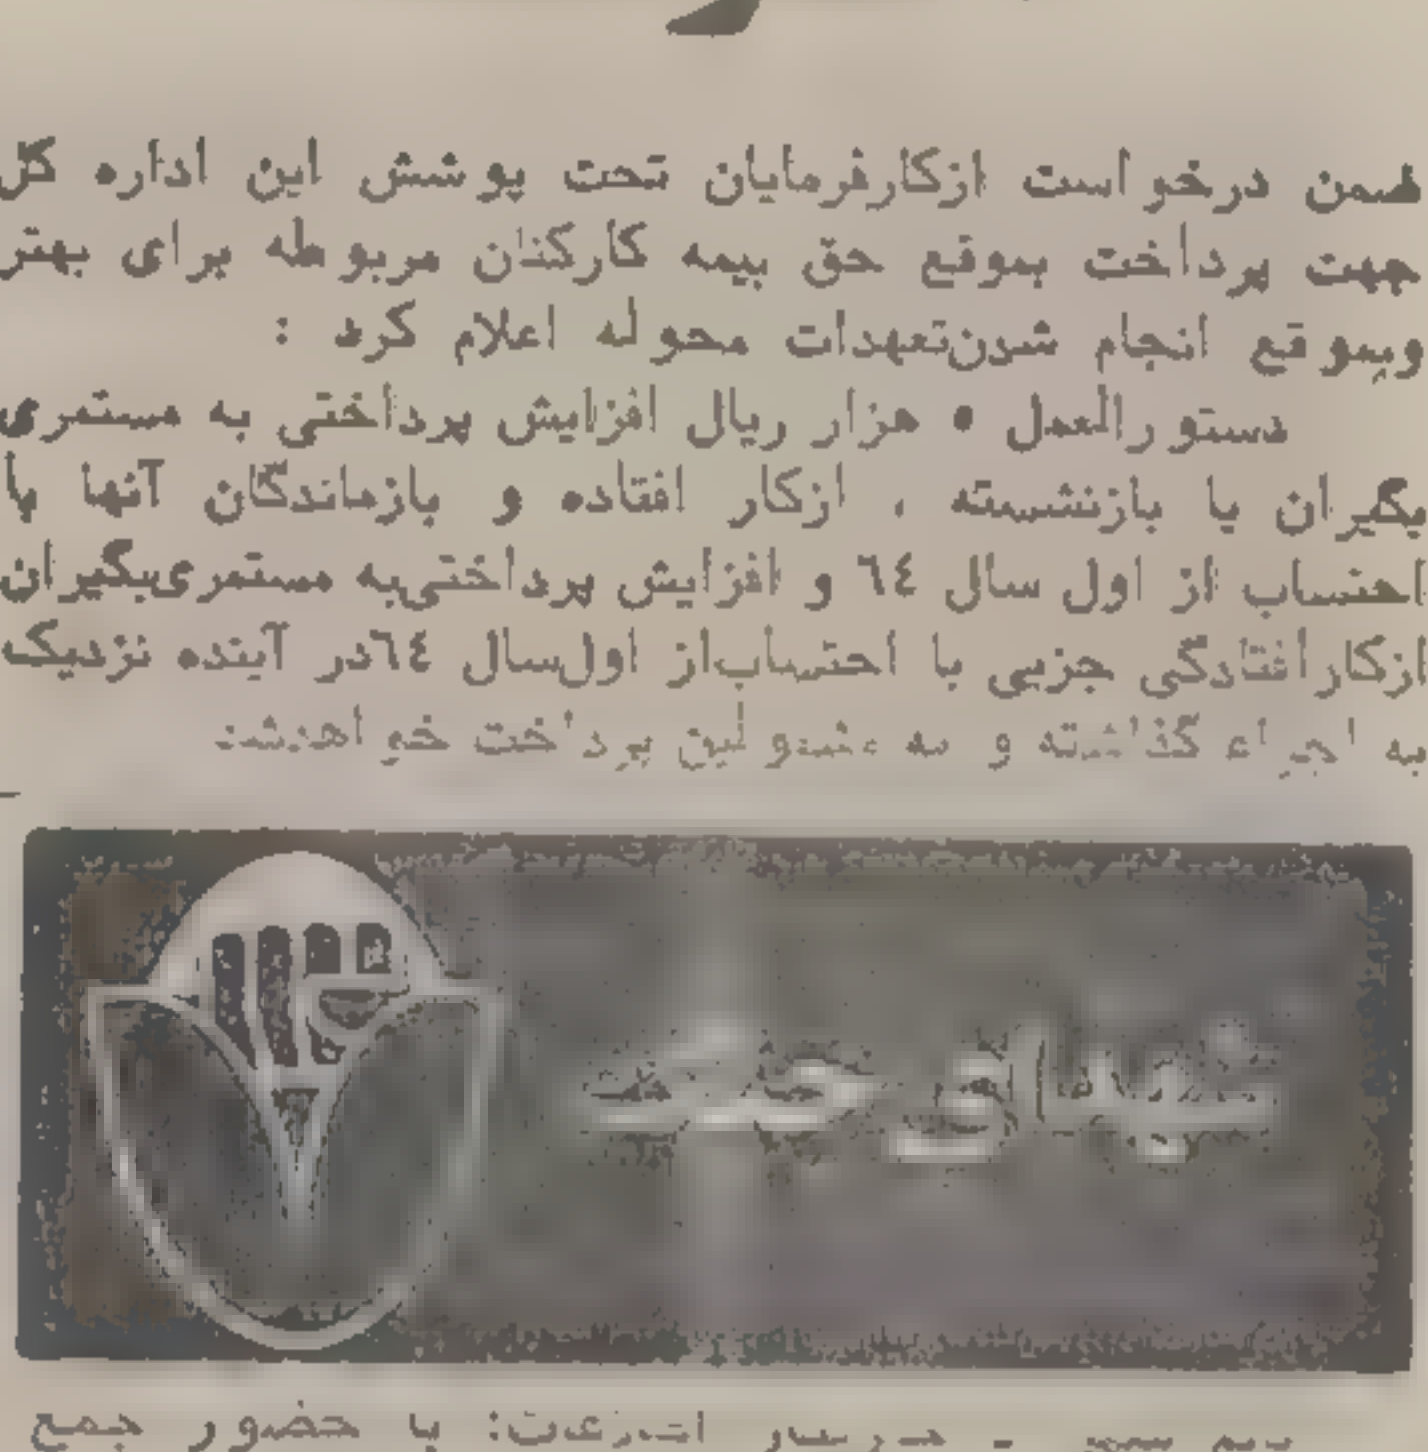 ضمن درخواست ازکارفرمایان تحت پوشش این اداره کل
جهت پرداخت بموقع حق بیمه کارکنان مربوطه برای بهتر
وبموقع انجام شدن‌تعهدات محوله اعلام کرد :
دستورالعمل ۰ هزار ریال افزایش پرداختی به مستمری
بگیران یا بازنشسته ، ازکار افتاده و بازماندگان آنها با
احتساب از اول سال ٦٤ و افزایش پرداختی‌به مستمری‌بگیران
ازکارافتادگی جزیی با احتساب‌از اول‌سال ٦٤در آینده نزدیک
به اجراء گذاشته و به مشمولین پرداخت خواهدشد
: با حضور جمع